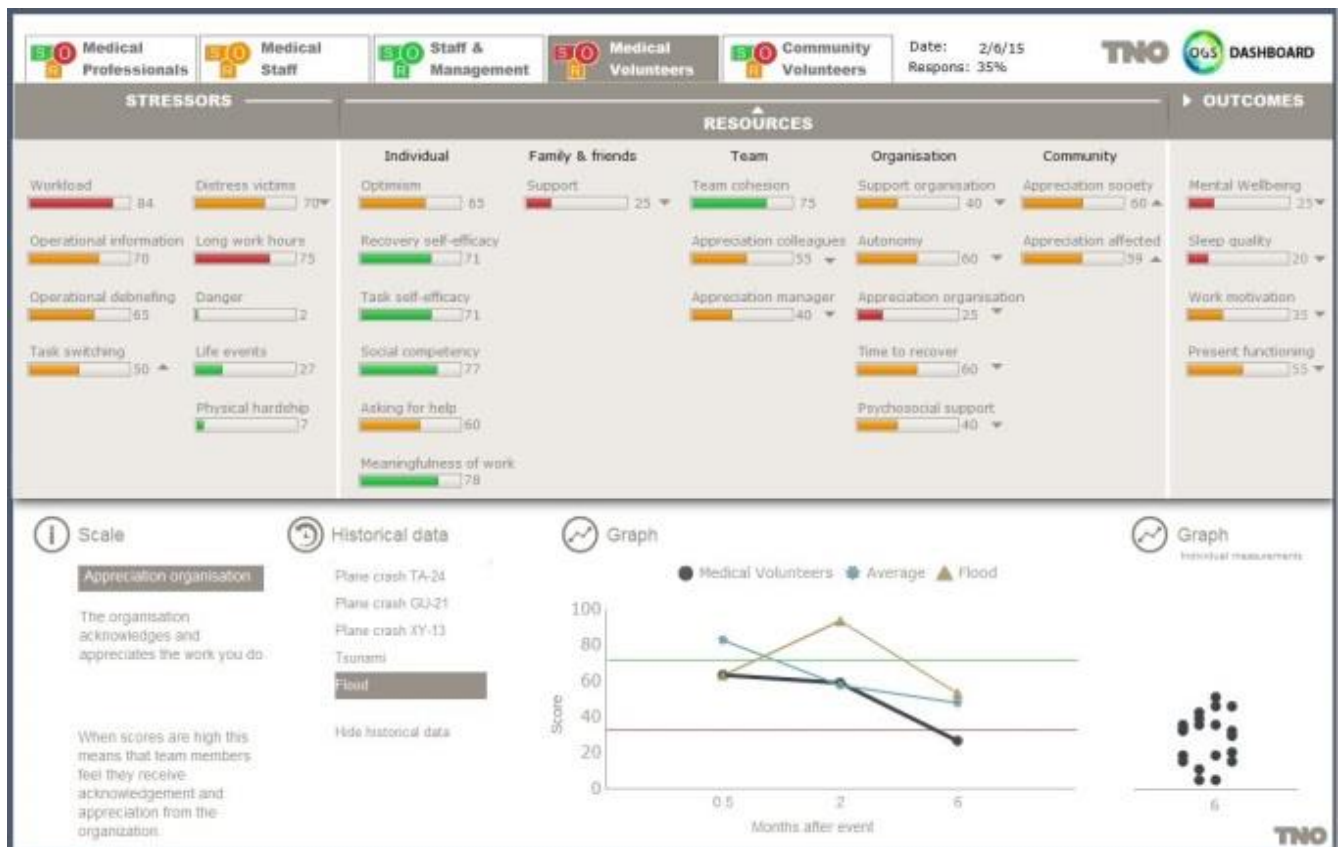 S O R Medical Professionals
S O R Medical Staff
S O R Staff & Management
S O R Medical Volunteers
S O R Community Volunteers
Date: 2/6/15
Respons: 35%
TNO
OGS DASHBOARD
STRESSORS
RESOURCES
OUTCOMES
Individual
Family & friends
Team
Organisation
Community
Workload
84
Distress victims
70
Operational information
70
Long work hours
75
Operational debriefing
65
Danger
2
Task switching
50
Life events
27
Physical hardship
7
Optimism
65
Recovery self-efficacy
71
Task self-efficacy
71
Social competency
77
Asking for help
60
Meaningfulness of work
78
Support
25
Team cohesion
75
Appreciation colleagues
55
Appreciation manager
40
Support organisation
40
Autonomy
60
Appreciation organisation
25
Time to recover
60
Psychosocial support
40
Appreciation society
60
Appreciation affected
59
Mental Wellbeing
25
Sleep quality
20
Work motivation
35
Present functioning
55
i Scale
Appreciation organisation
The organisation
acknowledges and
appreciates the work you do
When scores are high this
means that team members
feel they receive
acknowledgement and
appreciation from the
organization.
Historical data
Plane crash TA-24
Plane crash GU-21
Plane crash XY-13
Tsunami
Flood
Hide historical data
Graph
Medical Volunteers Average Flood
100
80
60
40
20
0
Score
0.5 2 6
Months after event
Graph
Individual measurements
6
TNO